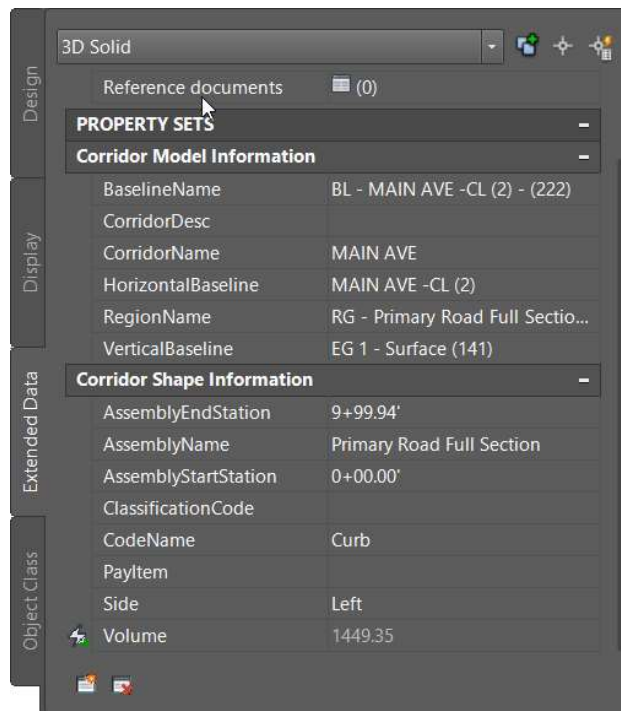 3D Solid
Reference documents (0)
PROPERTY SETS
Corridor Model Information
BaselineName BL - MAIN AVE -CL (2) - (222)
CorridorDesc
CorridorName MAIN AVE
HorizontalBaseline MAIN AVE -CL (2)
RegionName RG - Primary Road Full Sectio...
VerticalBaseline EG 1 - Surface (141)
Corridor Shape Information
AssemblyEndStation 9+99.94'
AssemblyName Primary Road Full Section
AssemblyStartStation 0+00.00'
ClassificationCode
CodeName Curb
PayItem
Side Left
Volume 1449.35
Design
Display
Extended Data
Object Class